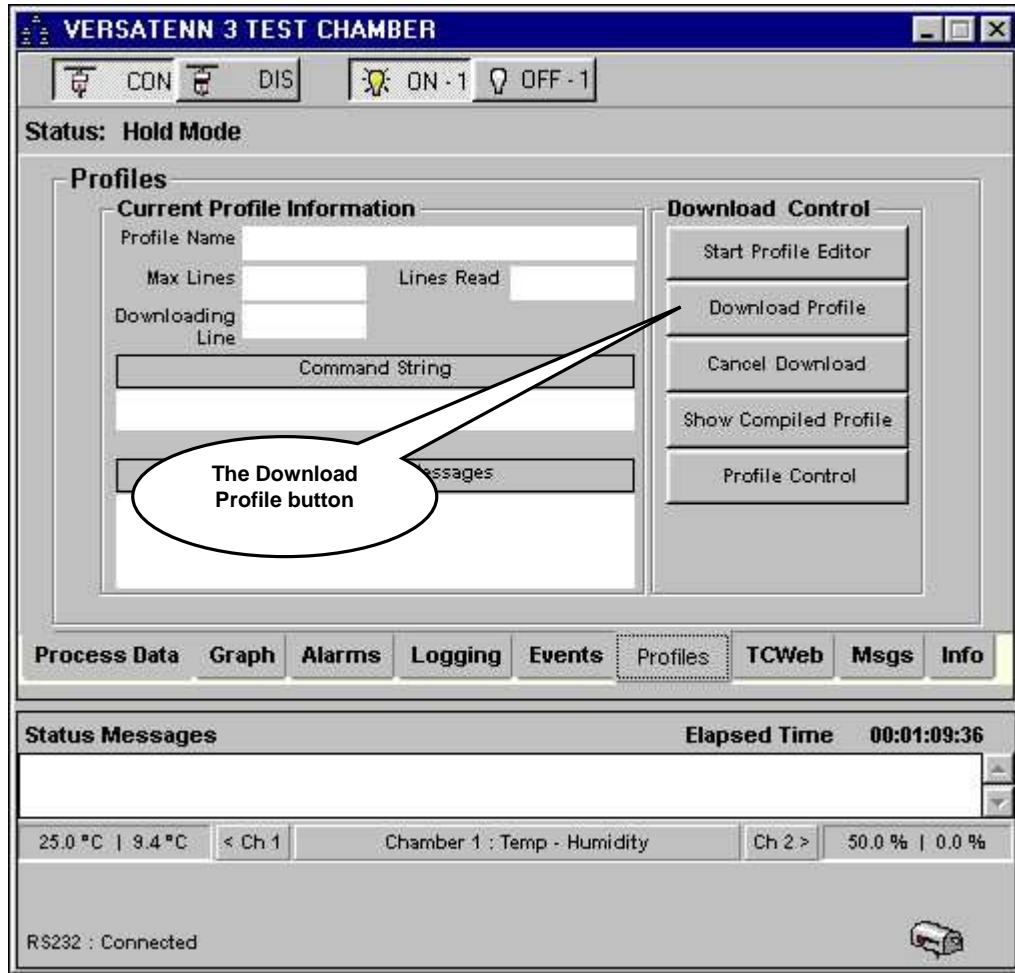 VERSATENN 3 TEST CHAMBER
CON DIS ON - 1 OFF - 1
Status: Hold Mode
Profiles
Current Profile Information
Profile Name
Max Lines Lines Read
Downloading
Line
Command String
The Download
Profile button
Download Control
Start Profile Editor
Download Profile
Cancel Download
Show Compiled Profile
Profile Control
Process Data Graph Alarms Logging Events Profiles TCWeb Msgs Info
Status Messages Elapsed Time 00:01:09:36
25.0 °C | 9.4 °C < Ch 1 Chamber 1 : Temp - Humidity Ch 2 > 50.0 % | 0.0 %
RS232 : Connected